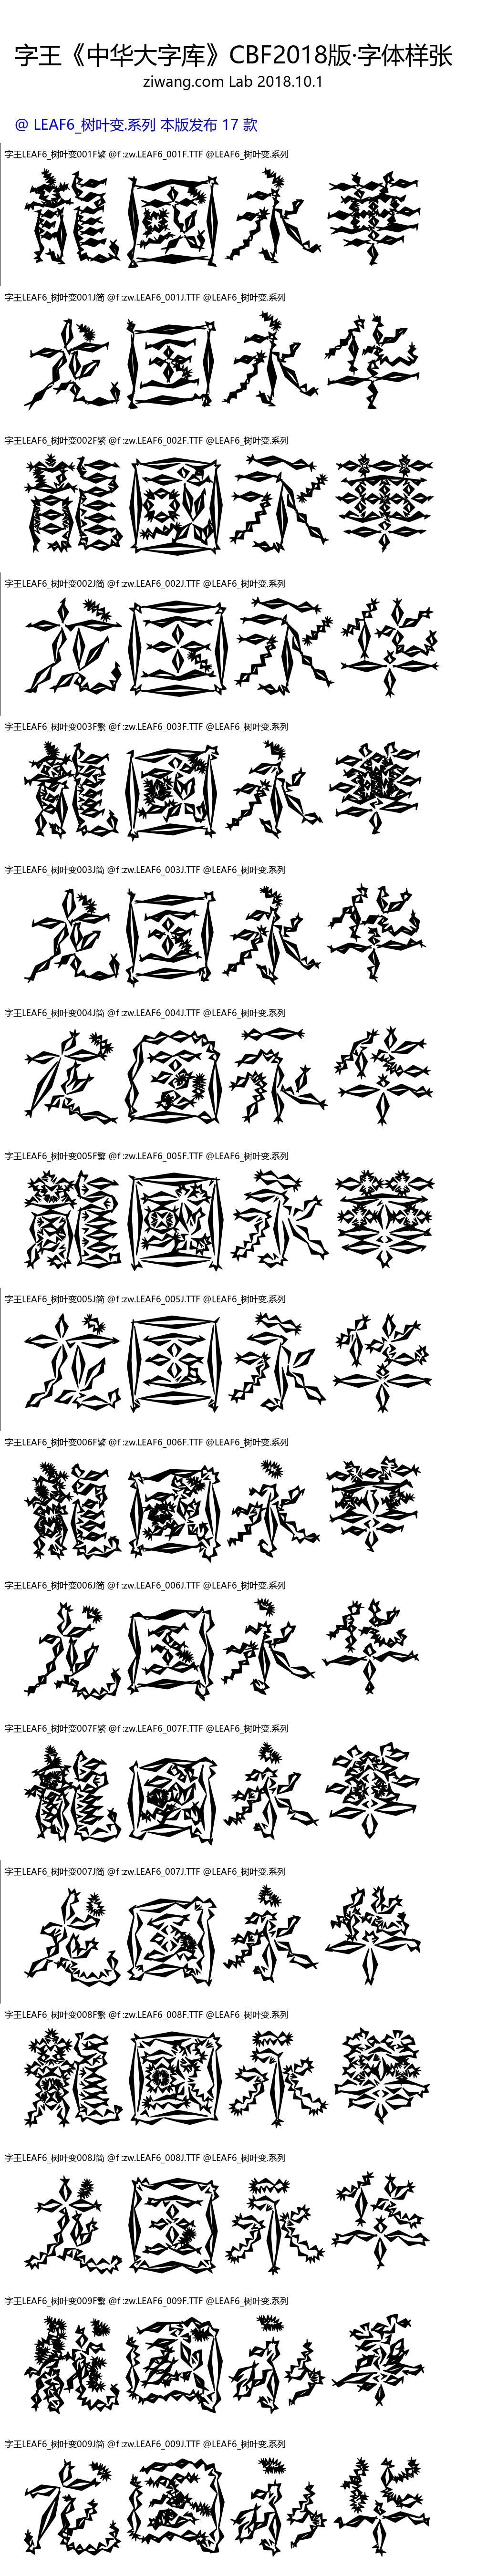 字王《中华大字库》CBF2018版·字体样张
ziwang.com Lab 2018.10.1
@ LEAF6_树叶变.系列 本版发布 17 款
字王LEAF6_树叶变001F繁 @f :zw.LEAF6_001F.TTF @LEAF6_树叶变.系列
龍國永華
字王LEAF6_树叶变001J简 @f :zw.LEAF6_001J.TTF @LEAF6_树叶变.系列
龙国永华
字王LEAF6_树叶变002F繁 @f :zw.LEAF6_002F.TTF @LEAF6_树叶变.系列
龍國永華
字王LEAF6_树叶变002J简 @f :zw.LEAF6_002J.TTF @LEAF6_树叶变.系列
龙国永华
字王LEAF6_树叶变003F繁 @f :zw.LEAF6_003F.TTF @LEAF6_树叶变.系列
龍國永華
字王LEAF6_树叶变003J简 @f :zw.LEAF6_003J.TTF @LEAF6_树叶变.系列
龙国永华
字王LEAF6_树叶变004J简 @f :zw.LEAF6_004J.TTF @LEAF6_树叶变.系列
龙国永华
字王LEAF6_树叶变005F繁 @f :zw.LEAF6_005F.TTF @LEAF6_树叶变.系列
龍國永華
字王LEAF6_树叶变005J简 @f :zw.LEAF6_005J.TTF @LEAF6_树叶变.系列
龙国永华
字王LEAF6_树叶变006F繁 @f :zw.LEAF6_006F.TTF @LEAF6_树叶变.系列
龍國永華
字王LEAF6_树叶变006J简 @f :zw.LEAF6_006J.TTF @LEAF6_树叶变.系列
龙国永华
字王LEAF6_树叶变007F繁 @f :zw.LEAF6_007F.TTF @LEAF6_树叶变.系列
龍國永華
字王LEAF6_树叶变007J简 @f :zw.LEAF6_007J.TTF @LEAF6_树叶变.系列
龙国永华
字王LEAF6_树叶变008F繁 @f :zw.LEAF6_008F.TTF @LEAF6_树叶变.系列
龍國永華
字王LEAF6_树叶变008J简 @f :zw.LEAF6_008J.TTF @LEAF6_树叶变.系列
龙国永华
字王LEAF6_树叶变009F繁 @f :zw.LEAF6_009F.TTF @LEAF6_树叶变.系列
龍國永華
字王LEAF6_树叶变009J简 @f :zw.LEAF6_009J.TTF @LEAF6_树叶变.系列
龙国永华